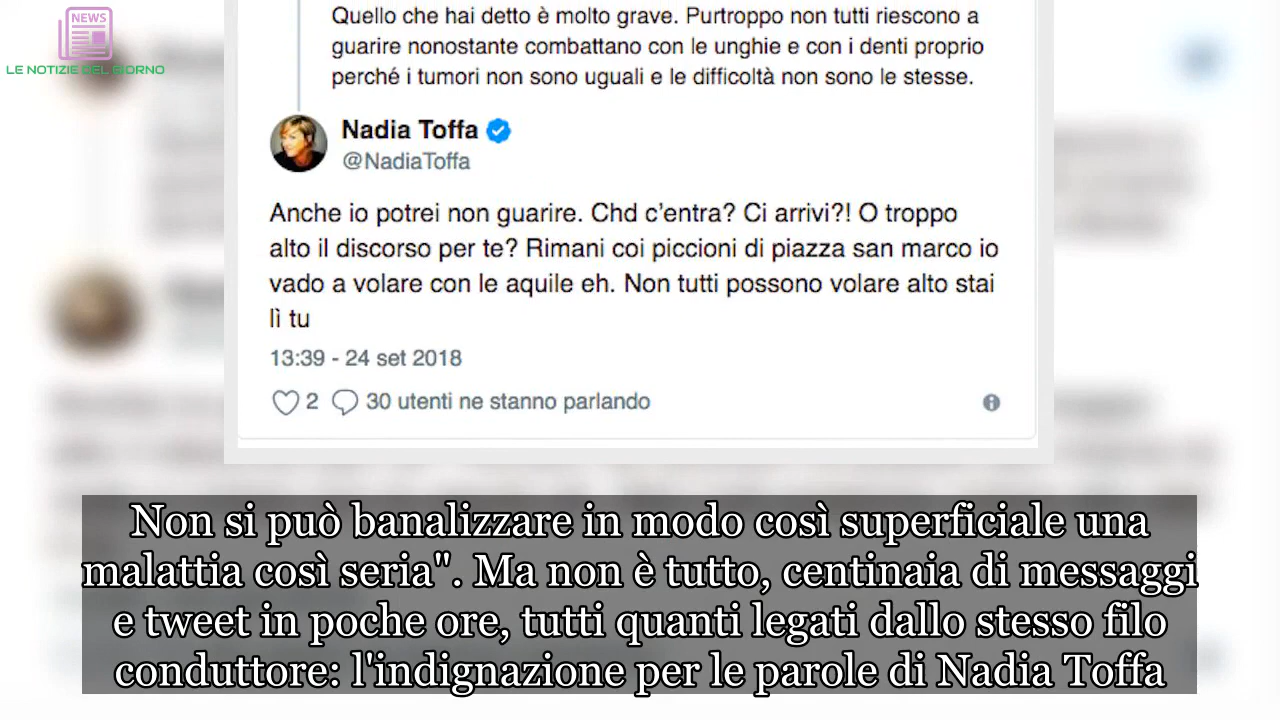 NEWS
LE NOTIZIE DEL GIORNO
Quello che hai detto è molto grave. Purtroppo non tutti riescono a
guarire nonostante combattano con le unghie e con i denti proprio
perché i tumori non sono uguali e le difficoltà non sono le stesse.
Nadia Toffa
@NadiaToffa
Anche io potrei non guarire. Chd c’entra? Ci arrivi?! O troppo
alto il discorso per te? Rimani coi piccioni di piazza san marco io
vado a volare con le aquile eh. Non tutti possono volare alto stai
lì tu
13:39 - 24 set 2018
2 30 utenti ne stanno parlando
Non si può banalizzare in modo così superficiale una
malattia così seria". Ma non è tutto, centinaia di messaggi
e tweet in poche ore, tutti quanti legati dallo stesso filo
conduttore: l'indignazione per le parole di Nadia Toffa